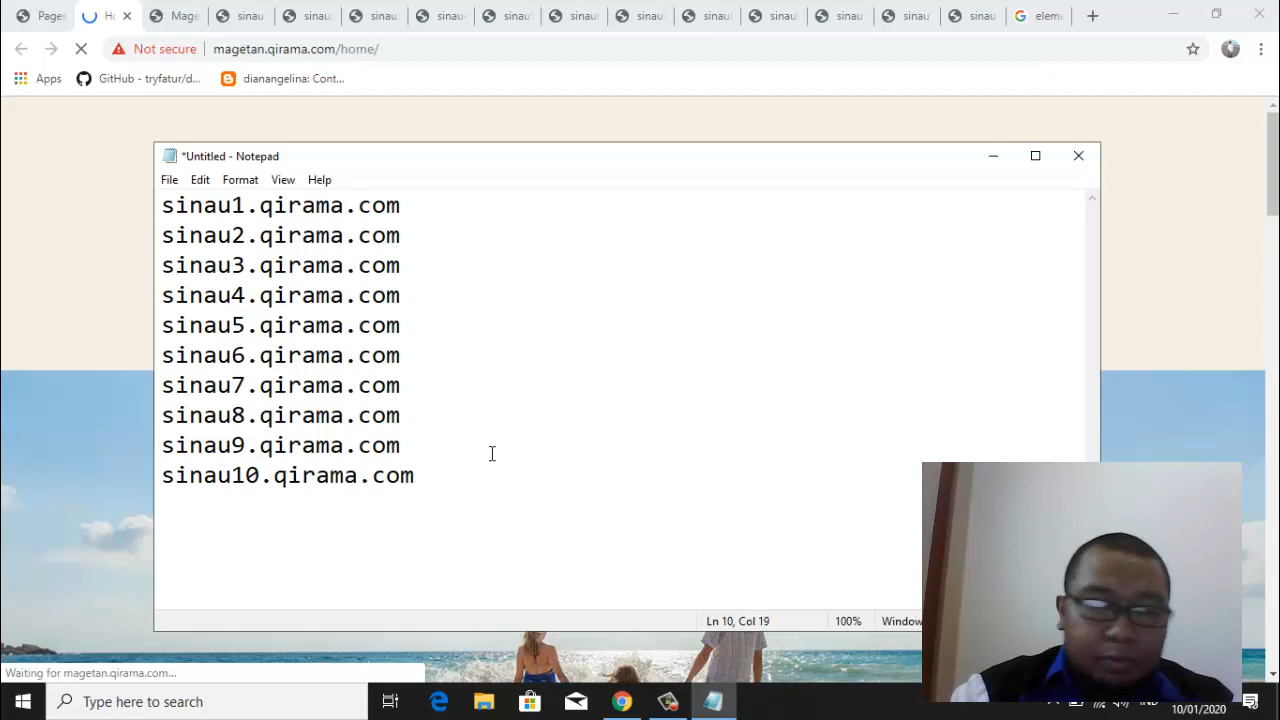 Pages
Ho
Mage
sinau
sinau
sinau
sinau
sinau
sinau
sinau
sinau
sinau
sinau
sinau
sinau
eleme
Not secure
magetan.qirama.com/home/
Apps
GitHub - tryfatur/d...
dianangelina: Cont...
*Untitled - Notepad
File Edit Format View Help
sinau1.qirama.com
sinau2.qirama.com
sinau3.qirama.com
sinau4.qirama.com
sinau5.qirama.com
sinau6.qirama.com
sinau7.qirama.com
sinau8.qirama.com
sinau9.qirama.com
sinau10.qirama.com
Ln 10, Col 19
100%
Window
Waiting for magetan.qirama.com...
Type here to search
10/01/2020